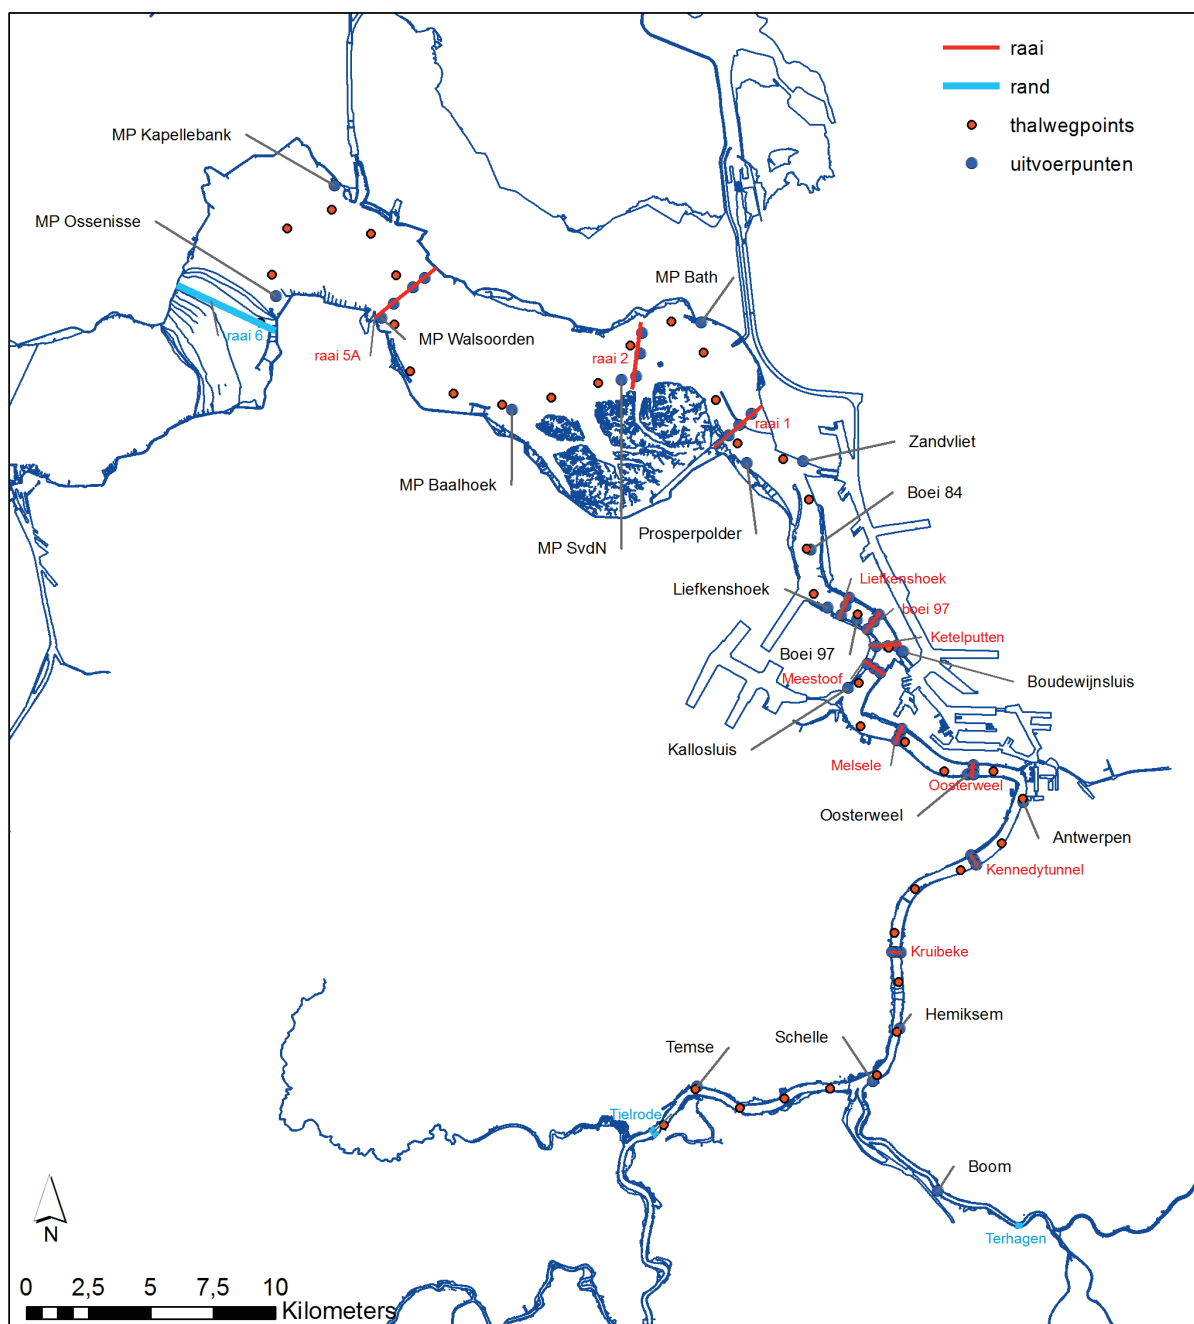 raai
rand
thalwegpoints
uitvoerpunten
MP Kapellebank
MP Ossenisse
MP Bath
raai 6
raai 5A
MP Walsoorden
raai 2
raai 1
Zandvliet
MP Baalhoek
Boei 84
MP SvdN
Prosperpolder
Liefkenshoek
Liefkenshoek
boei 97
Ketelputten
Boei 97
Meestoof
Boudewijnsluis
Kallosluis
Melsele
Oosterweel
Oosterweel
Antwerpen
Kennedytunnel
Kruibeke
Hemiksem
Schelle
Temse
Tielrode
Boom
Terhagen
N
0 2,5 5 7,5 10
Kilometers